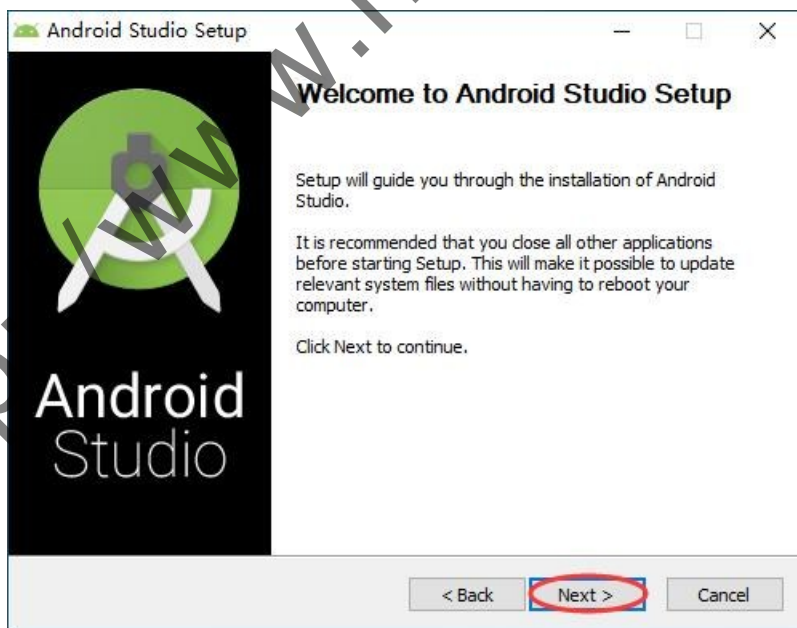 Android Studio Setup
Welcome to Android Studio Setup
Setup will guide you through the installation of Android
Studio.
It is recommended that you close all other applications
before starting Setup. This will make it possible to update
relevant system files without having to reboot your
computer.
Click Next to continue.
Android
Studio
< Back Next > Cancel